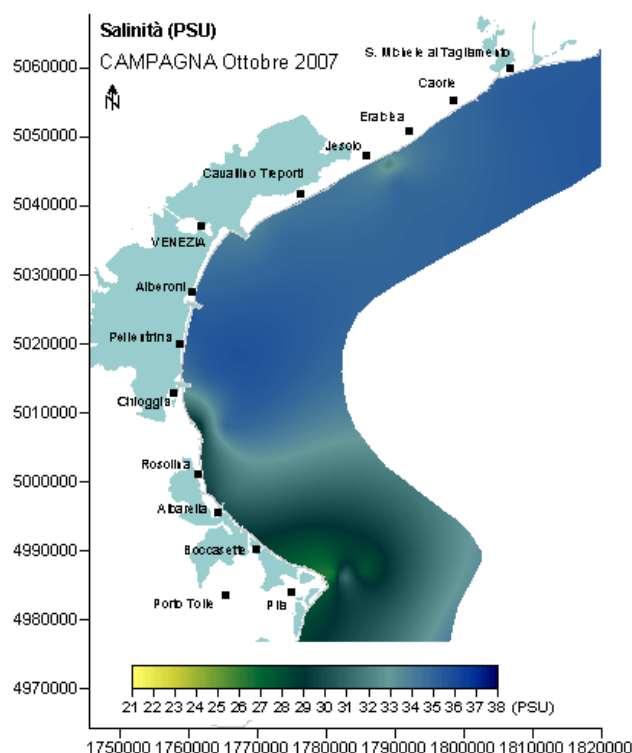 Salinità (PSU)
CAMPAGNA Ottobre 2007
N
S. Michele al Tagliamento
Caorle
Eraclea
Jesolo
Cavallino Treporti
VENEZIA
Alberoni
Pellestrina
Chioggia
Rosolina
Albarella
Boccasette
Porto Tolle
Pila
5060000
5050000
5040000
5030000
5020000
5010000
5000000
4990000
4980000
4970000
21 22 23 24 25 26 27 28 29 30 31 32 33 34 35 36 37 38 (PSU)
1750000 1760000 1770000 1780000 1790000 1800000 1810000 1820000